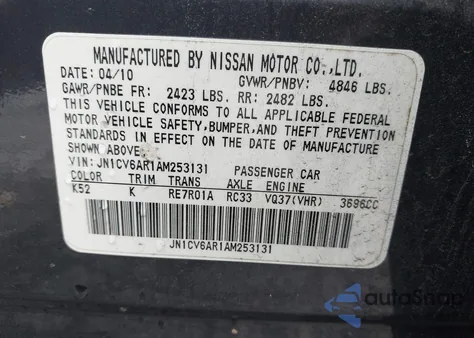 MANUFACTURED BY NISSAN MOTOR CO.,LTD.
DATE: 04/10 GVWR/PNBV: 4846 LBS.
GAWR/PNBE FR: 2423 LBS. RR: 2482 LBS.
THIS VEHICLE CONFORMS TO ALL APPLICABLE FEDERAL
MOTOR VEHICLE SAFETY, BUMPER, AND THEFT PREVENTION
STANDARDS IN EFFECT ON THE DATE OF MANUFACTURE
SHOWN ABOVE.
VIN: JN1CV6AR1AM253131 PASSENGER CAR
COLOR TRIM TRANS AXLE ENGINE
K52 K RE7R01A RC33 VQ37(VHR) 3696CC
JN1CV6AR1AM253131
autoSnap